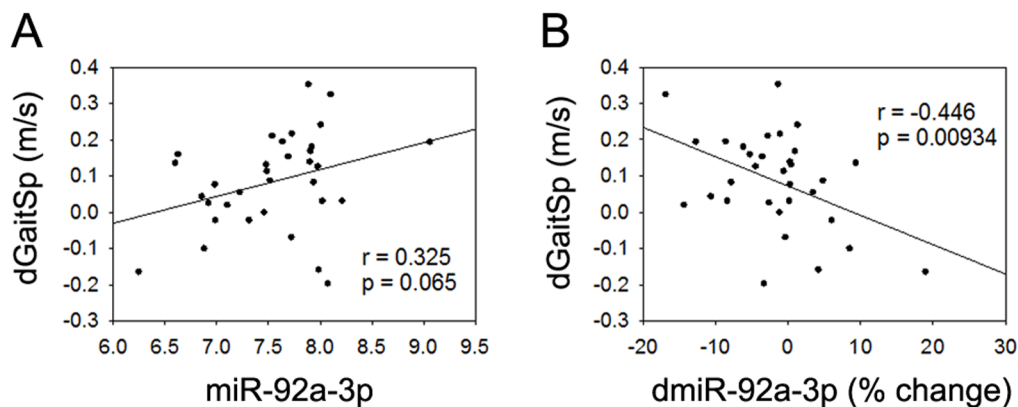 A
dGaitSp (m/s)
0.4
0.3
0.2
0.1
0.0
-0.1
-0.2
-0.3
r = 0.325
p = 0.065
6.0 6.5 7.0 7.5 8.0 8.5 9.0 9.5
miR-92a-3p
B
dGaitSp (m/s)
0.4
0.3
0.2
0.1
0.0
-0.1
-0.2
-0.3
r = -0.446
p = 0.00934
-20 -10 0 10 20 30
dmiR-92a-3p (% change)